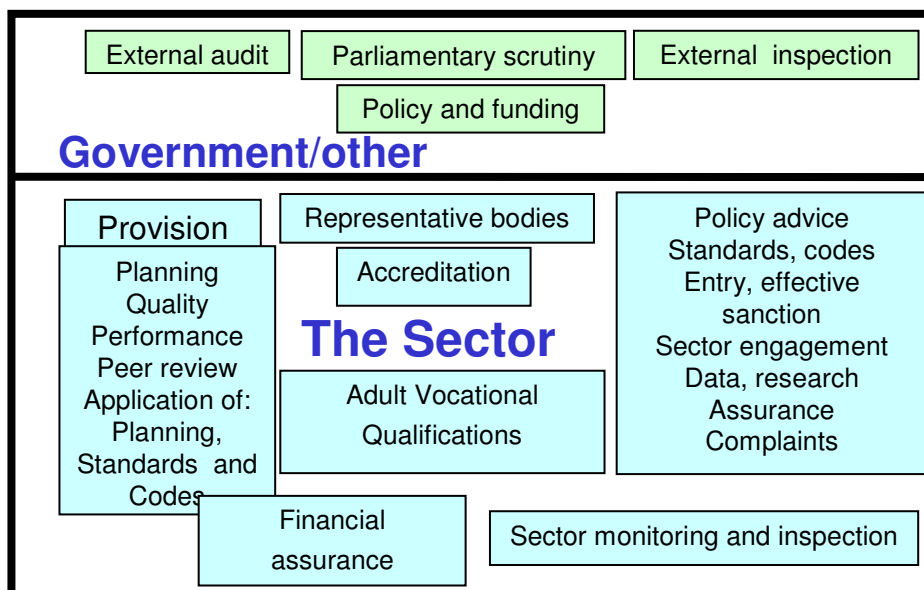 External audit
Parliamentary scrutiny
External inspection
Policy and funding
Government/other
Provision
Planning
Quality
Performance
Peer review
Application of:
Planning,
Standards and
Codes
Representative bodies
Accreditation
The Sector
Adult Vocational
Qualifications
Policy advice
Standards, codes
Entry, effective
sanction
Sector engagement
Data, research
Assurance
Complaints
Financial
assurance
Sector monitoring and inspection